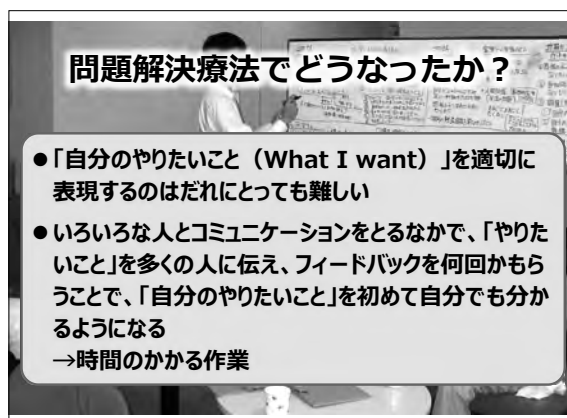 問題解決療法でどうなったか？
●「自分のやりたいこと（What I want）」を適切に
表現するのはだれにとっても難しい
●いろいろな人とコミュニケーションをとるなかで、「やりた
いこと」を多くの人に伝え、フィードバックを何回かもら
うことで、「自分のやりたいこと」を初めて自分でも分か
るようになる
→時間のかかる作業